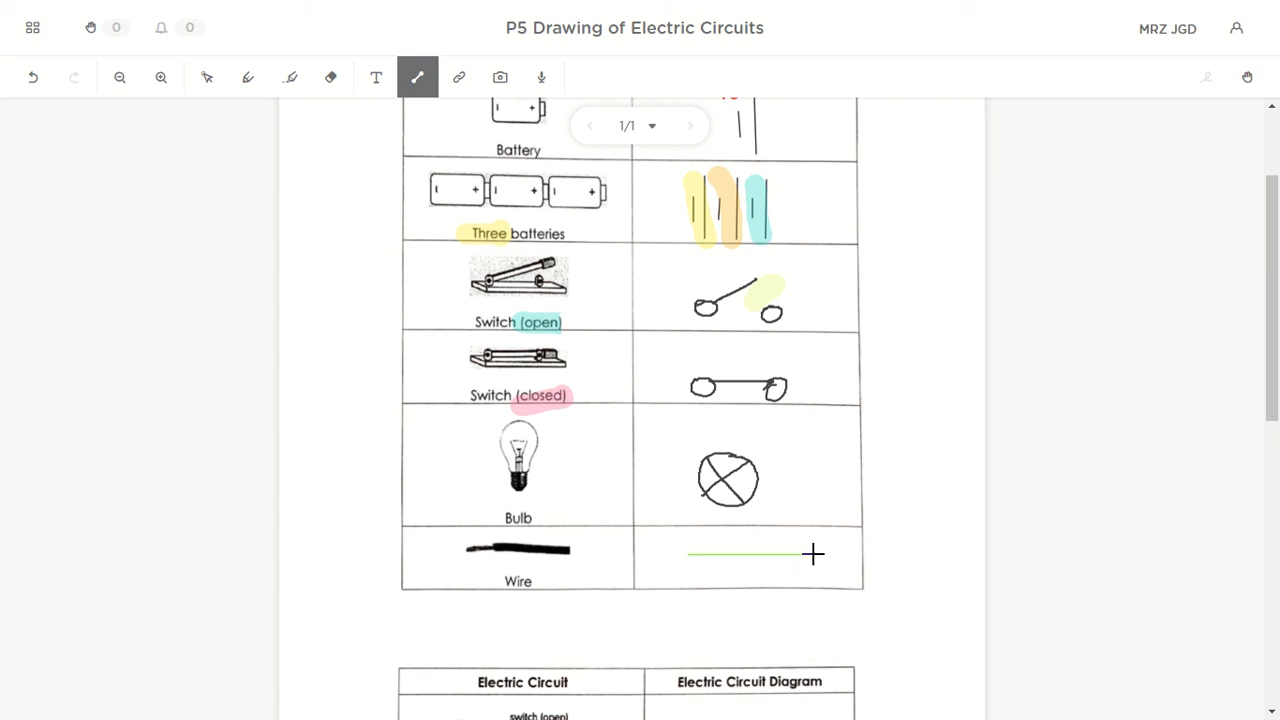 0
0
P5 Drawing of Electric Circuits
MRZ JGD
T
1/1
Battery
Three batteries
Switch (open)
Switch (closed)
Bulb
Wire
Electric Circuit
Electric Circuit Diagram
switch (open)